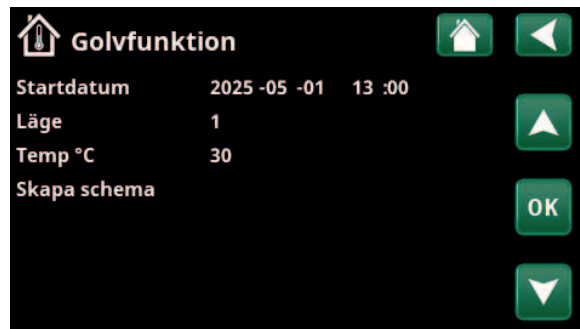 Golvfunktion
Startdatum 2025 -05 -01 13 :00
Läge 1
Temp °C 30
Skapa schema
OK